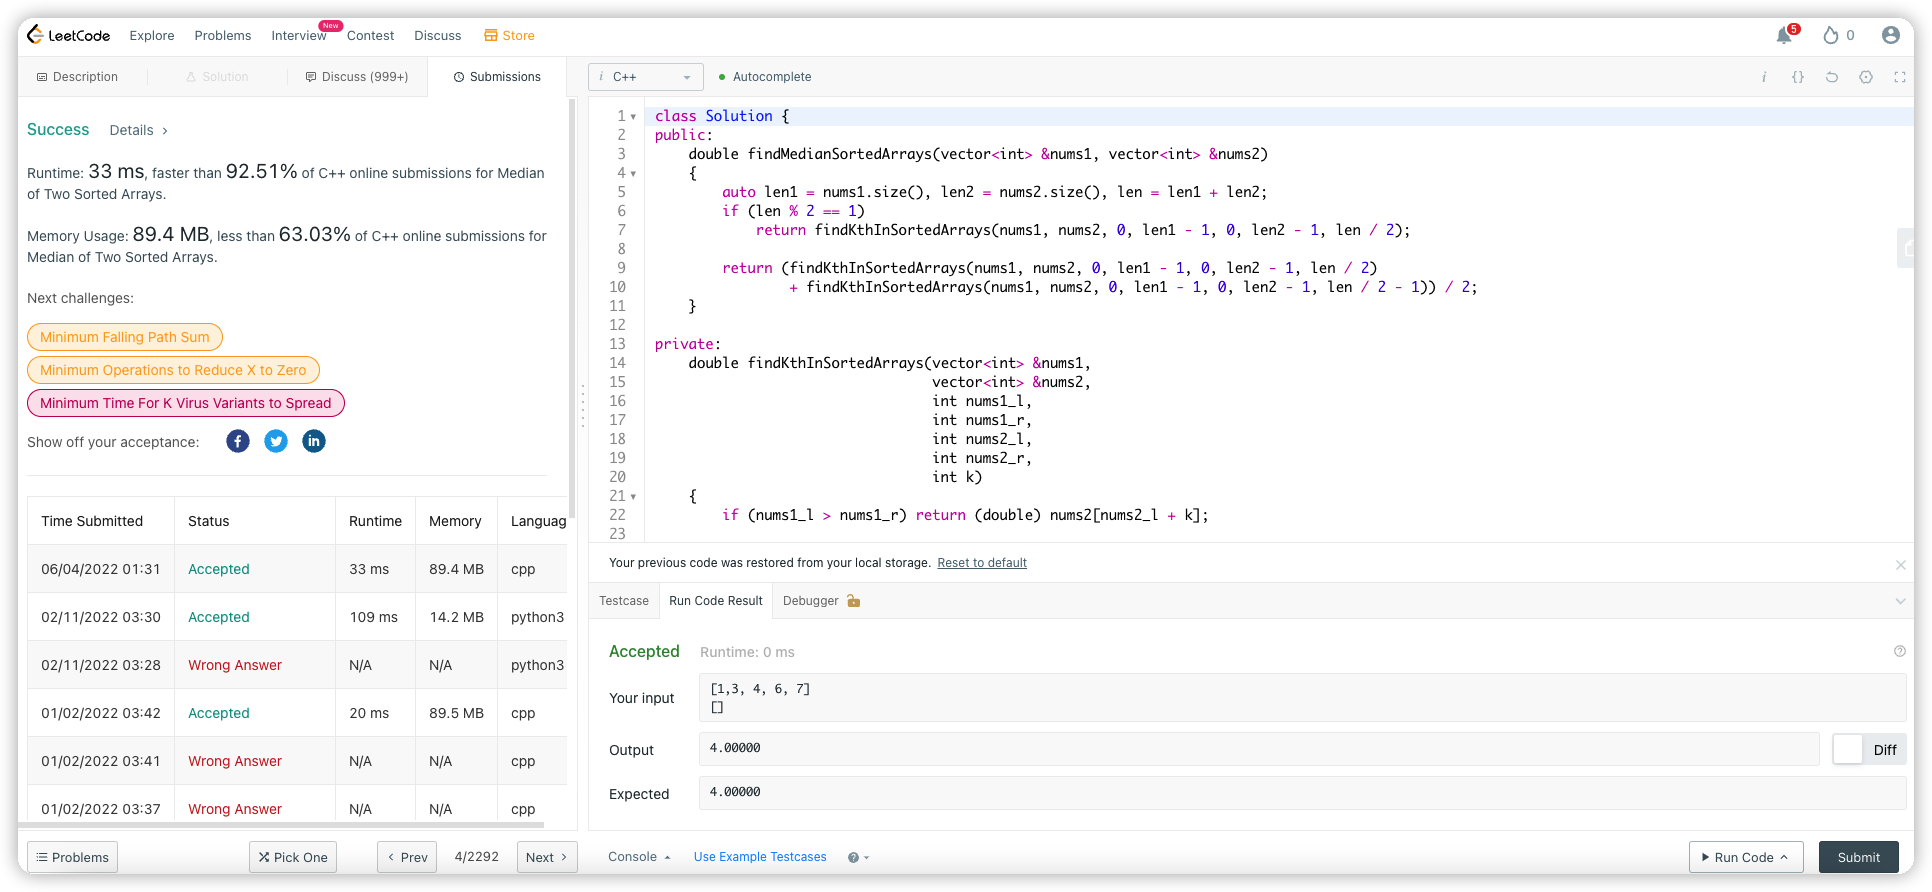 LeetCode Explore Problems Interview New Contest Discuss Store 5 0
Description Solution Discuss (999+) Submissions
i C++ Autocomplete i {}
Success Details
Runtime: 33 ms, faster than 92.51% of C++ online submissions for Median
of Two Sorted Arrays.
Memory Usage: 89.4 MB, less than 63.03% of C++ online submissions for
Median of Two Sorted Arrays.
Next challenges:
Minimum Falling Path Sum
Minimum Operations to Reduce X to Zero
Minimum Time For K Virus Variants to Spread
Show off your acceptance: f in
Time Submitted Status Runtime Memory Languag
06/04/2022 01:31 Accepted 33 ms 89.4 MB cpp
02/11/2022 03:30 Accepted 109 ms 14.2 MB python3
02/11/2022 03:28 Wrong Answer N/A N/A python3
01/02/2022 03:42 Accepted 20 ms 89.5 MB cpp
01/02/2022 03:41 Wrong Answer N/A N/A cpp
01/02/2022 03:37 Wrong Answer N/A N/A cpp
1 class Solution {
2 public:
3 double findMedianSortedArrays(vector<int> &nums1, vector<int> &nums2)
4 {
5 auto len1 = nums1.size(), len2 = nums2.size(), len = len1 + len2;
6 if (len % 2 == 1)
7 return findKthInSortedArrays(nums1, nums2, 0, len1 - 1, 0, len2 - 1, len / 2);
8
9 return (findKthInSortedArrays(nums1, nums2, 0, len1 - 1, 0, len2 - 1, len / 2)
10 + findKthInSortedArrays(nums1, nums2, 0, len1 - 1, 0, len2 - 1, len / 2 - 1)) / 2;
11 }
12
13 private:
14 double findKthInSortedArrays(vector<int> &nums1,
15 vector<int> &nums2,
16 int nums1_l,
17 int nums1_r,
18 int nums2_l,
19 int nums2_r,
20 int k)
21 {
22 if (nums1_l > nums1_r) return (double) nums2[nums2_l + k];
23
Your previous code was restored from your local storage. Reset to default
Testcase Run Code Result Debugger
Accepted Runtime: 0 ms
Your input
[1,3, 4, 6, 7]
[]
Output 4.00000 Diff
Expected 4.00000
Problems Pick One Prev 4/2292 Next Console Use Example Testcases ? Run Code Submit